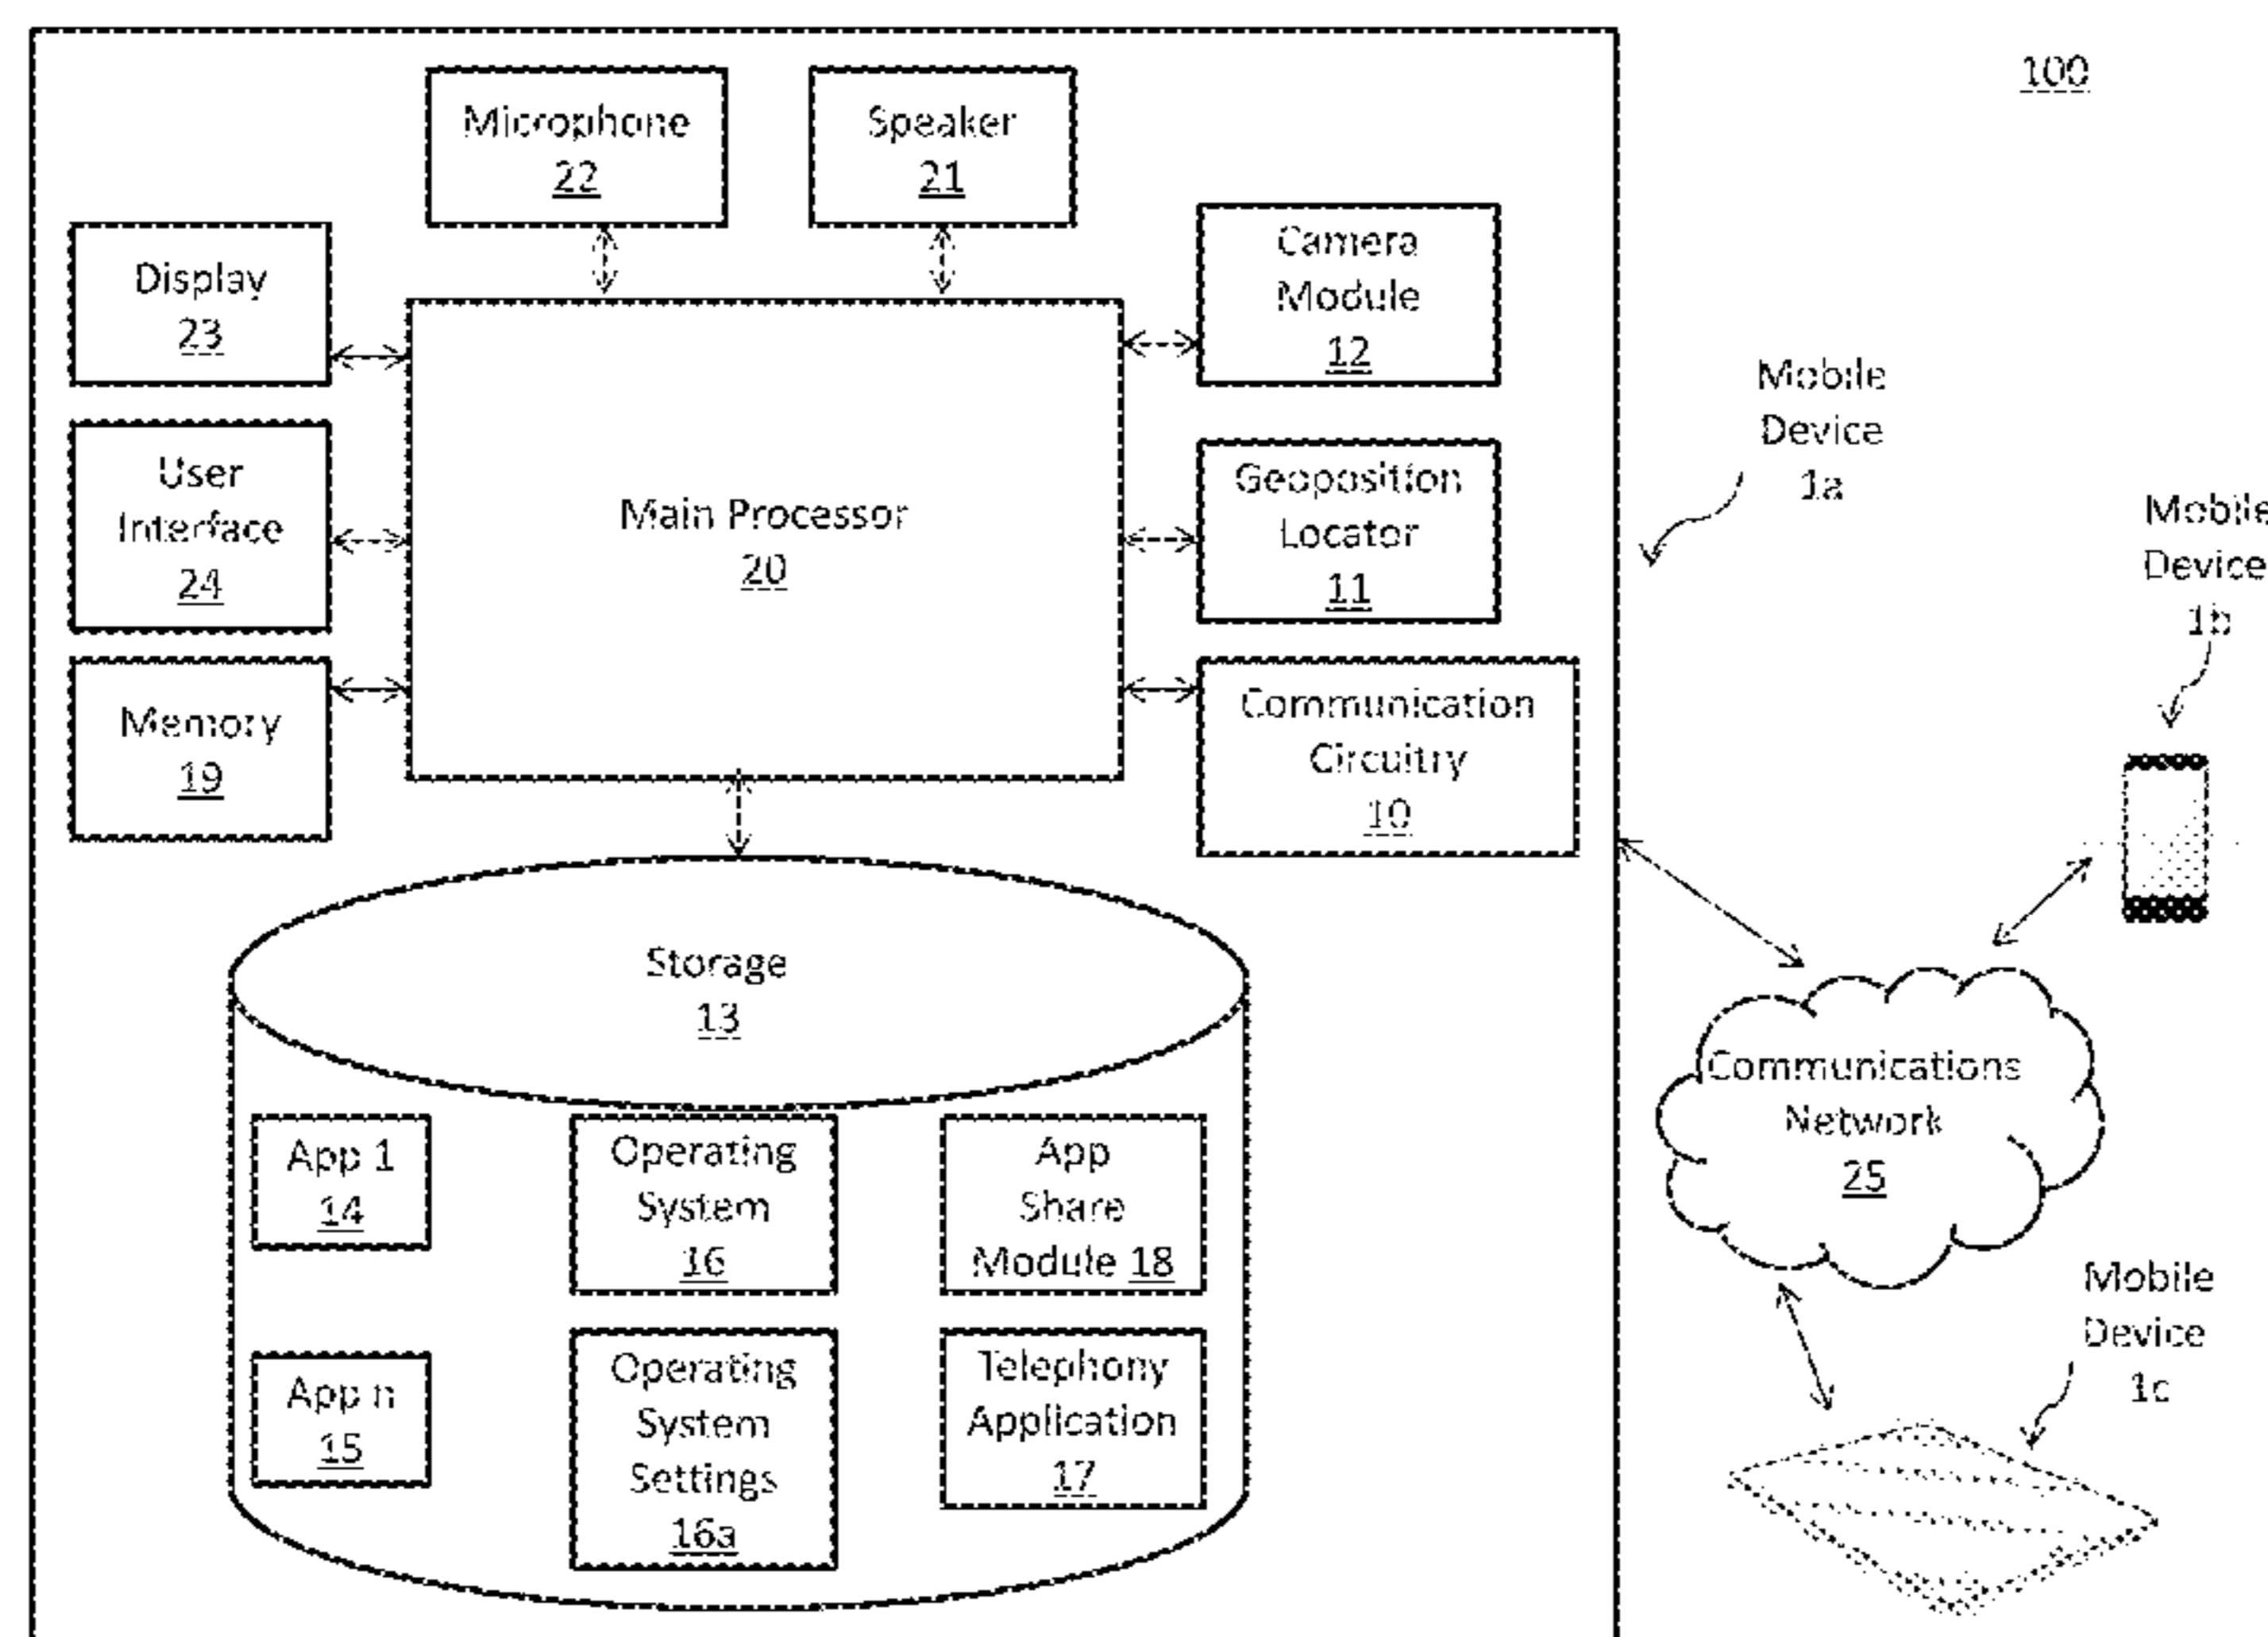 100
Microphone
22
Speaker
21
Display
23
Camera
Module
12
User
Interface
24
Main Processor
20
Geoposition
Locator
11
Memory
19
Communication
Circuitry
10
Mobile
Device
1a
Mobile
Device
1b
Storage
13
Communications
Network
25
App 1
14
Operating
System
16
App
Share
Module 18
App n
15
Operating
System
Settings
16a
Telephony
Application
17
Mobile
Device
1c